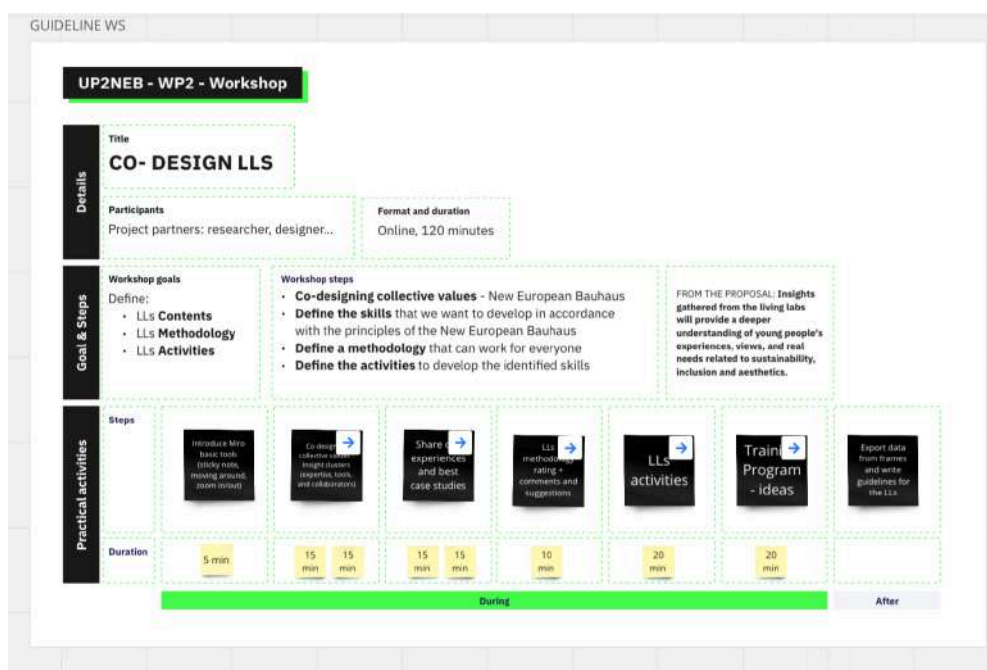 GUIDELINE WS
UP2NEB - WP2 - Workshop
Details
Title
CO- DESIGN LLS
Participants
Project partners: researcher, designer...
Format and duration
Online, 120 minutes
Goal & Steps
Workshop goals
Define:
• LLs Contents
• LLs Methodology
• LLs Activities
Workshop steps
• Co-designing collective values - New European Bauhaus
• Define the skills that we want to develop in accordance
with the principles of the New European Bauhaus
• Define a methodology that can work for everyone
• Define the activities to develop the identified skills
FROM THE PROPOSAL: Insights
gathered from the living labs
will provide a deeper
understanding of young people's
experiences, views, and real
needs related to sustainability,
inclusion and aesthetics.
Practical activities
Steps
Introduce Miro
basic tools
(sticky note,
moving around,
zoom in/out)
collective
Insight clusters
(expertise, tools,
and collaborators)
Share
experiences
and best
case studies
LLs
rating +
comments and
suggestions
LLs
activities
Program
- ideas
Export data
from frames
and write
guidelines for
the LLs
Duration
5 min
15
min
15
min
15
min
15
min
10
min
20
min
20
min
During
After